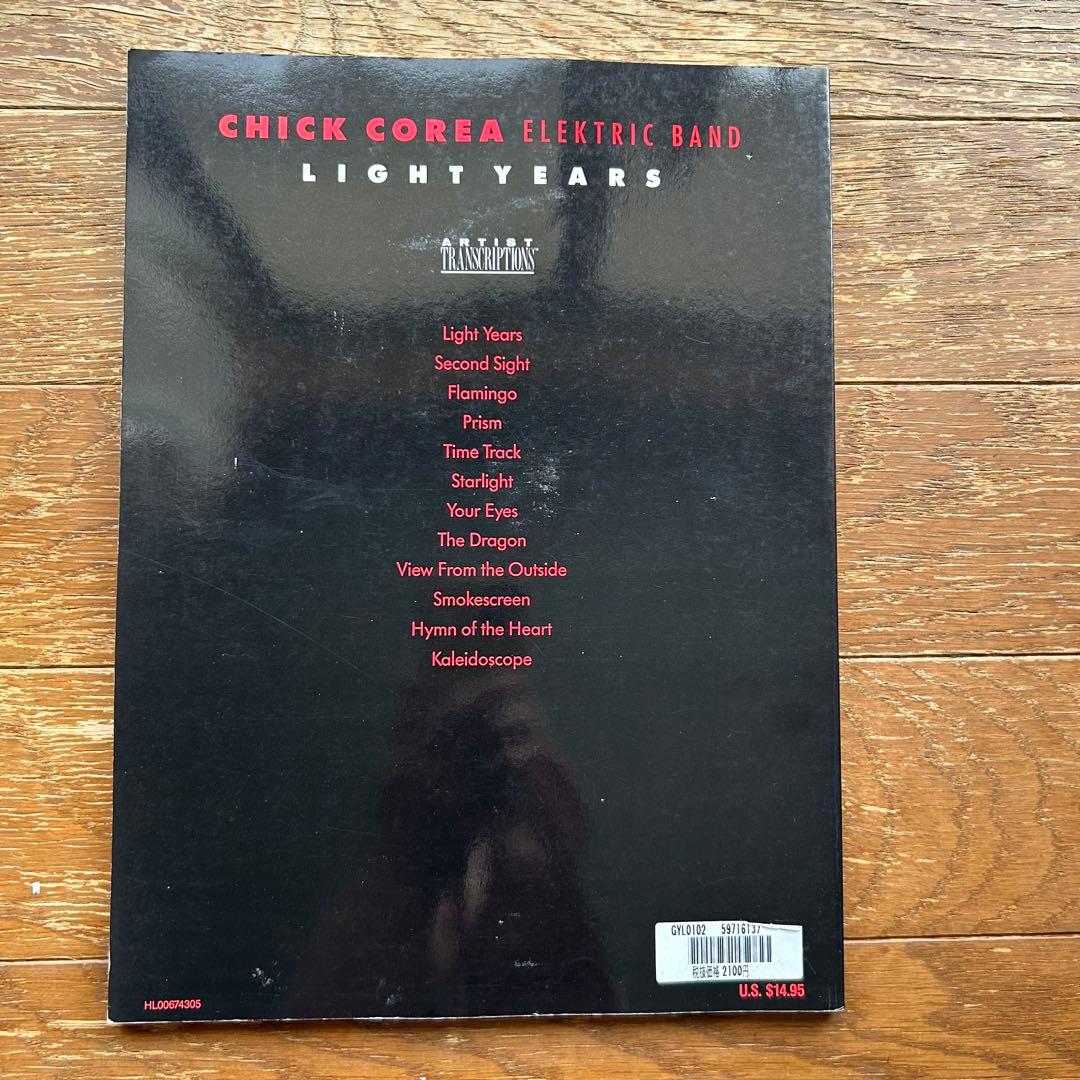 CHICK COREA ELEKTRIC BAND
LIGHT YEARS
ARTIST
TRANSCRIPTIONS™
Light Years
Second Sight
Flamingo
Prism
Time Track
Starlight
Your Eyes
The Dragon
View From the Outside
Smokescreen
Hymn of the Heart
Kaleidoscope
GYL0102 59716137
税抜価格 2100円
U.S. $14.95
HL00674305